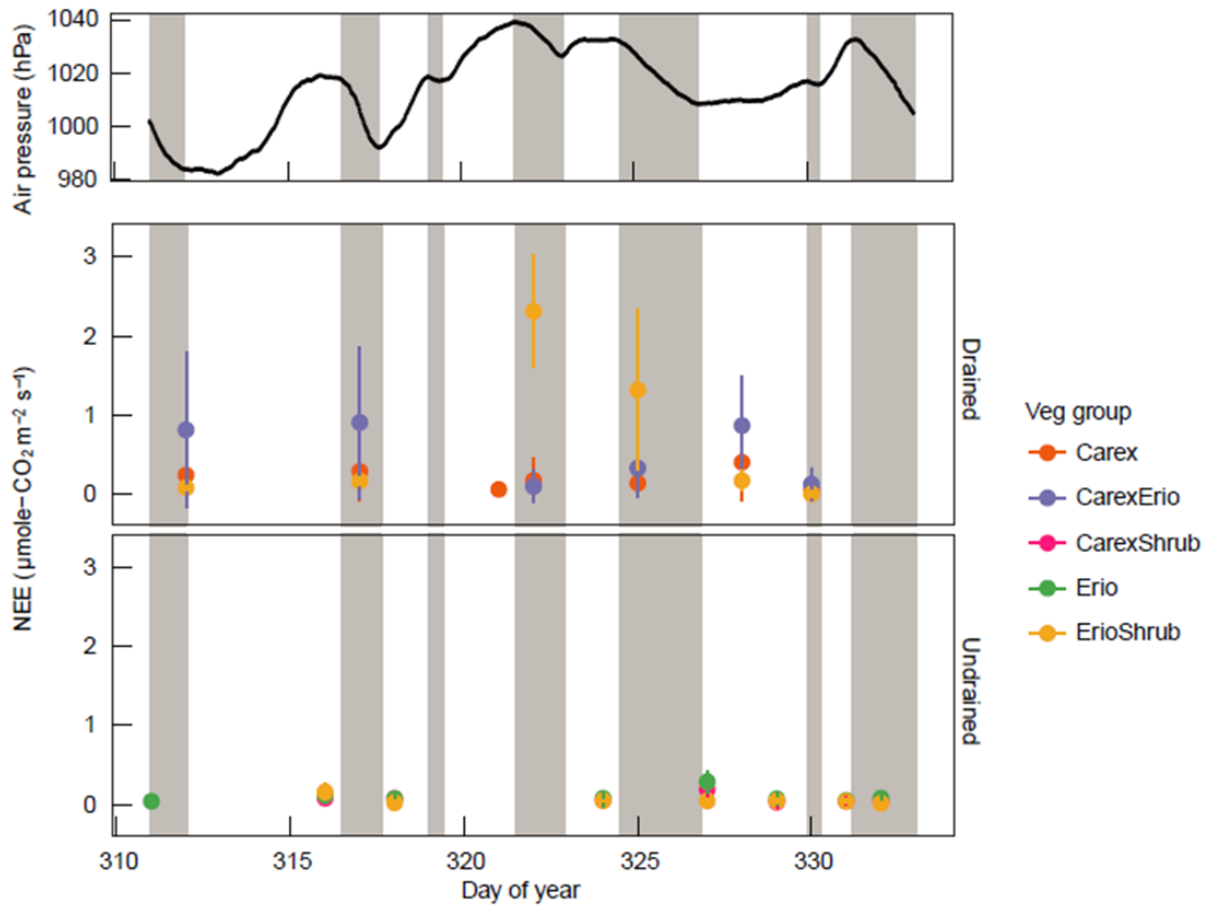 Air pressure (hPa)
1040
1020
1000
980
NEE (µmole−CO₂ m⁻² s⁻¹)
3
2
1
0
Drained
3
2
1
0
Undrained
310 315 320 325 330
Day of year
Veg group
Carex
CarexErio
CarexShrub
Erio
ErioShrub